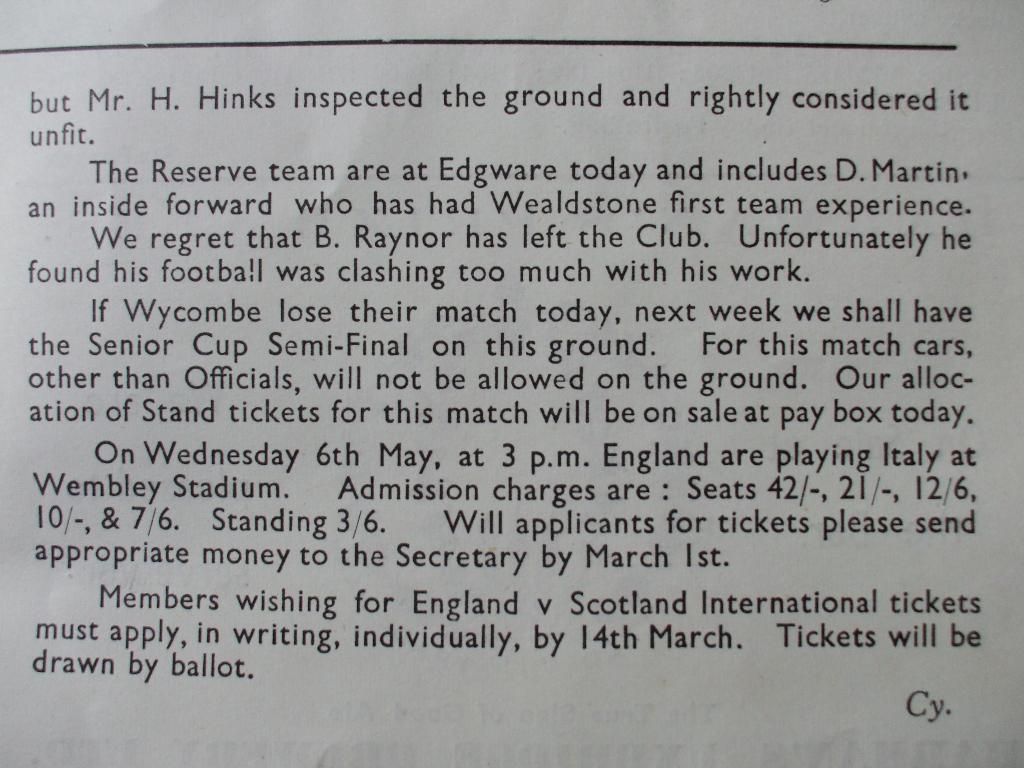 but Mr. H. Hinks inspected the ground and rightly considered it
unfit.
The Reserve team are at Edgware today and includes D. Martin,
an inside forward who has had Wealdstone first team experience.
We regret that B. Raynor has left the Club. Unfortunately he
found his football was clashing too much with his work.
If Wycombe lose their match today, next week we shall have
the Senior Cup Semi-Final on this ground. For this match cars,
other than Officials, will not be allowed on the ground. Our alloc-
ation of Stand tickets for this match will be on sale at pay box today.
On Wednesday 6th May, at 3 p.m. England are playing Italy at
Wembley Stadium. Admission charges are : Seats 42/-, 21/-, 12/6,
10/-, & 7/6. Standing 3/6. Will applicants for tickets please send
appropriate money to the Secretary by March 1st.
Members wishing for England v Scotland International tickets
must apply, in writing, individually, by 14th March. Tickets will be
drawn by ballot.
Cy.